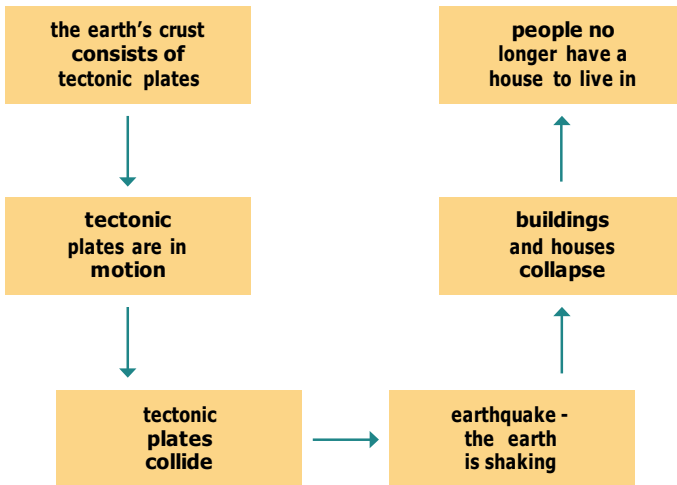 the earth's crust
consists of
tectonic plates
tectonic
plates are in
motion
tectonic
plates
collide
earthquake -
the earth
is shaking
buildings
and houses
collapse
people no
longer have a
house to live in